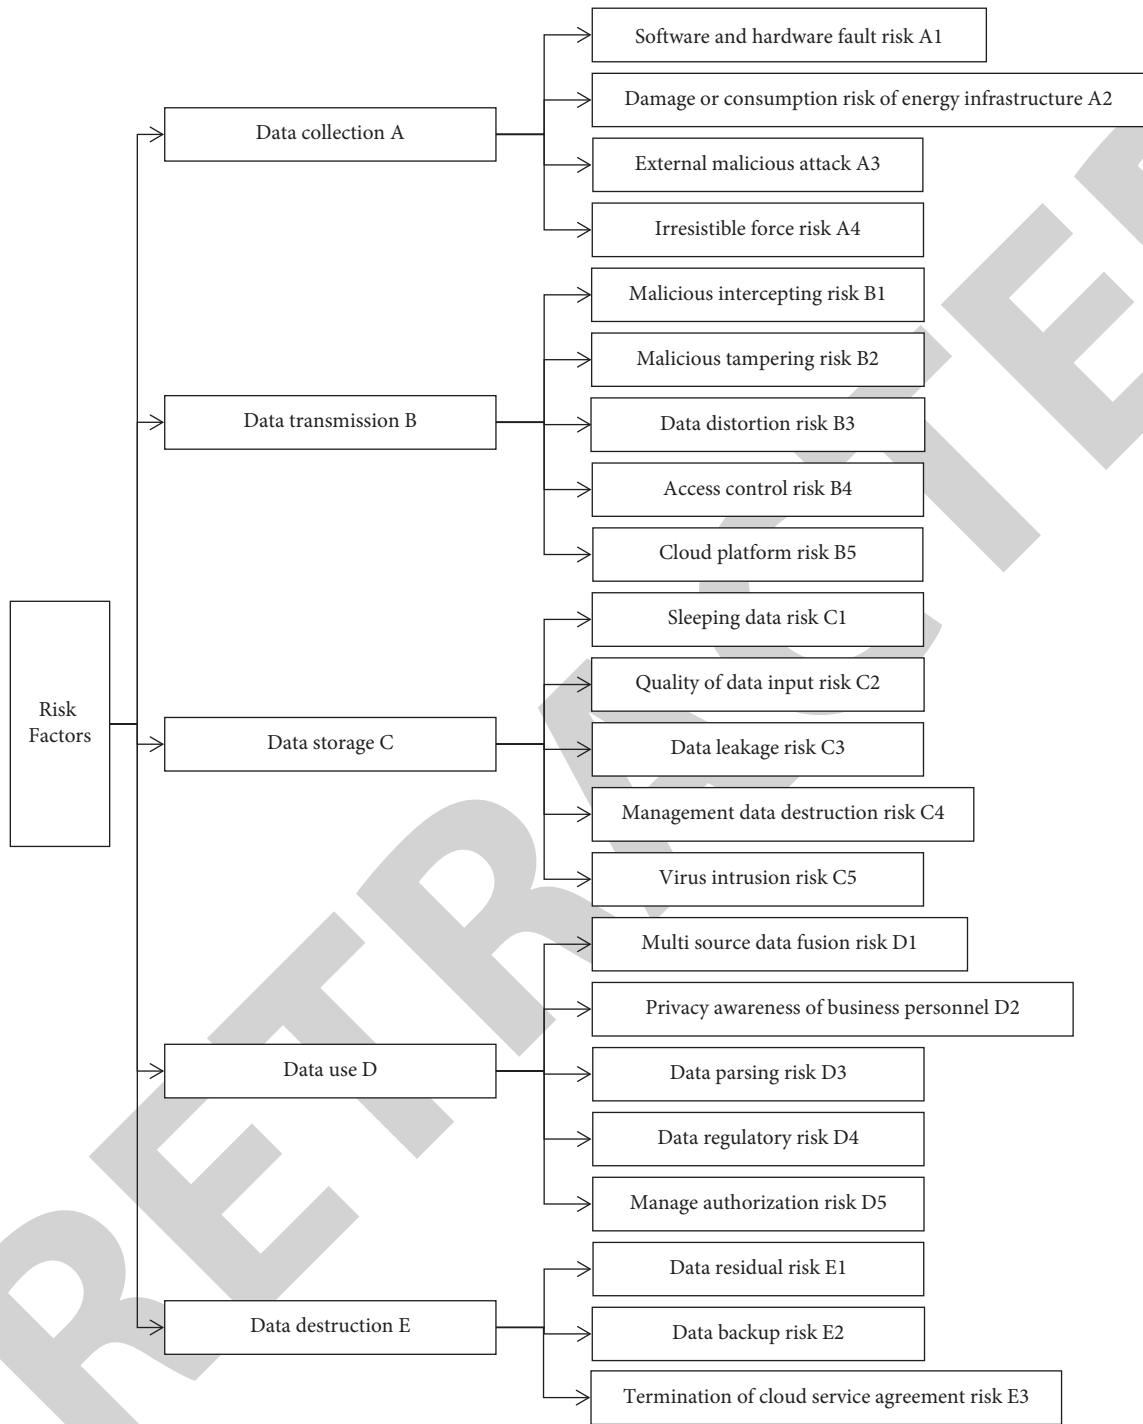 Software and hardware fault risk A1
Damage or consumption risk of energy infrastructure A2
Data collection A
External malicious attack A3
Irresistible force risk A4
Malicious intercepting risk B1
Malicious tampering risk B2
Data transmission B
Data distortion risk B3
Access control risk B4
Cloud platform risk B5
Sleeping data risk C1
Quality of data input risk C2
Risk
Factors
Data storage C
Data leakage risk C3
Management data destruction risk C4
Virus intrusion risk C5
Multi source data fusion risk D1
Privacy awareness of business personnel D2
Data use D
Data parsing risk D3
Data regulatory risk D4
Manage authorization risk D5
Data residual risk E1
Data destruction E
Data backup risk E2
Termination of cloud service agreement risk E3
RETRACTE